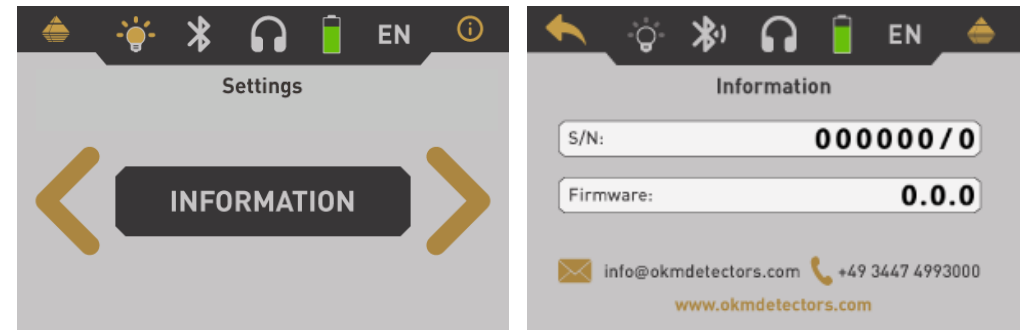 EN
Settings
INFORMATION
EN
Information
S/N: 000000/0
Firmware: 0.0.0
info@okmdetectors.com +49 3447 4993000
www.okmdetectors.com